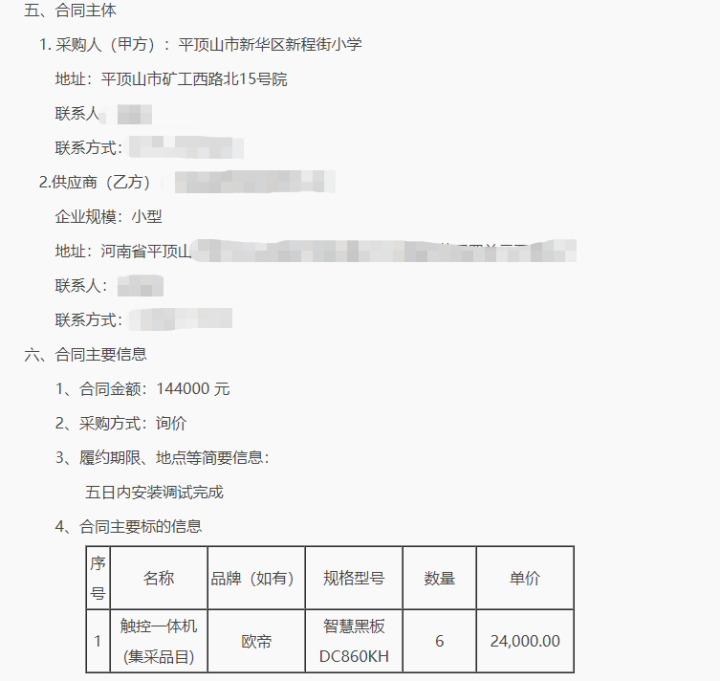 五、合同主体
1. 采购人（甲方）：平顶山市新华区新程街小学
地址：平顶山市矿工西路北15号院
联系人
联系方式：
2.供应商（乙方）
企业规模：小型
地址：河南省平顶山
联系人：
联系方式：
六、合同主要信息
1、合同金额：144000 元
2、采购方式：询价
3、履约期限、地点等简要信息：
五日内安装调试完成
4、合同主要标的信息
序号 名称 品牌（如有） 规格型号 数量 单价
1 触控一体机(集采品目) 欧帝 智慧黑板DC860KH 6 24,000.00